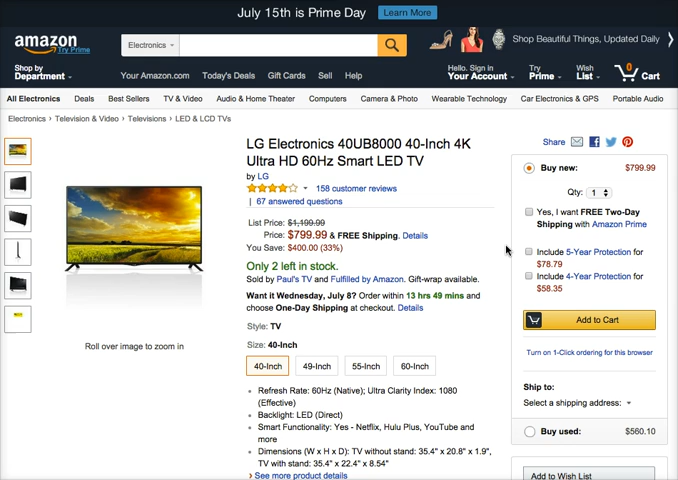 July 15th is Prime Day Learn More
amazon Try Prime
Electronics
Shop Beautiful Things, Updated Daily
Shop by
Department
Your Amazon.com Today's Deals Gift Cards Sell Help
Hello. Sign in
Your Account
Try
Prime
Wish
List
0
Cart
All Electronics Deals Best Sellers TV & Video Audio & Home Theater Computers Camera & Photo Wearable Technology Car Electronics & GPS Portable Audio
Electronics › Television & Video › Televisions › LED & LCD TVs
LG Electronics 40UB8000 40-Inch 4K
Ultra HD 60Hz Smart LED TV
by LG
158 customer reviews
| 67 answered questions
List Price: $1,199.99
Price: $799.99 & FREE Shipping. Details
You Save: $400.00 (33%)
Only 2 left in stock.
Sold by Paul's TV and Fulfilled by Amazon. Gift-wrap available.
Want it Wednesday, July 8? Order within 13 hrs 49 mins and
choose One-Day Shipping at checkout. Details
Style: TV
Size: 40-Inch
40-Inch 49-Inch 55-Inch 60-Inch
• Refresh Rate: 60Hz (Native); Ultra Clarity Index: 1080
(Effective)
• Backlight: LED (Direct)
• Smart Functionality: Yes - Netflix, Hulu Plus, YouTube and
more
• Dimensions (W x H x D): TV without stand: 35.4" x 20.8" x 1.9",
TV with stand: 35.4" x 22.4" x 8.54"
› See more product details
Roll over image to zoom in
Share
Buy new: $799.99
Qty: 1
Yes, I want FREE Two-Day
Shipping with Amazon Prime
Include 5-Year Protection for
$78.79
Include 4-Year Protection for
$58.35
Add to Cart
Turn on 1-Click ordering for this browser
Ship to:
Select a shipping address:
Buy used: $560.10
Add to Wish List